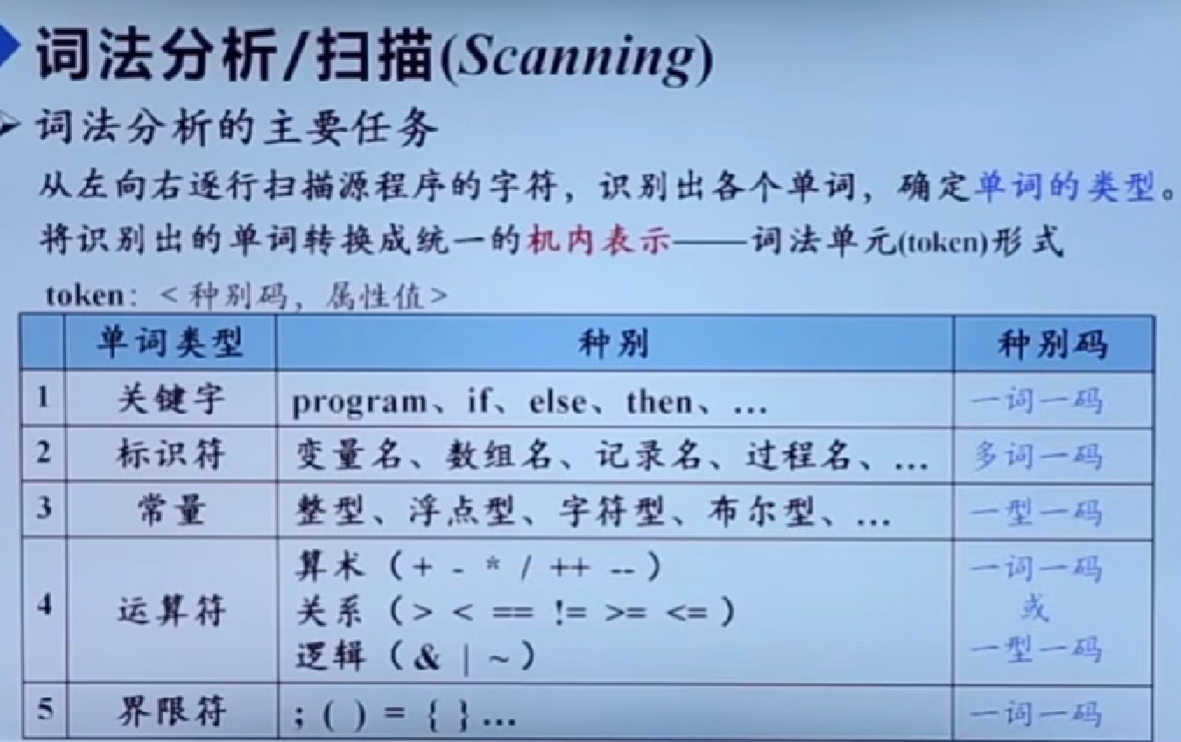 词法分析/扫描(Scanning)
词法分析的主要任务
从左向右逐行扫描源程序的字符，识别出各个单词，确定单词的类型。
将识别出的单词转换成统一的机内表示——词法单元(token)形式
token：<种别码，属性值>
单词类型 种别 种别码
1 关键字 program、if、else、then、… 一词一码
2 标识符 变量名、数组名、记录名、过程名、… 多词一码
3 常量 整型、浮点型、字符型、布尔型、… 一型一码
4 运算符 算术（+ - * / ++ --） 一词一码
关系（> < == != >= <=） 或
逻辑（& | ~） 一型一码
5 界限符 ; ( ) = { } … 一词一码